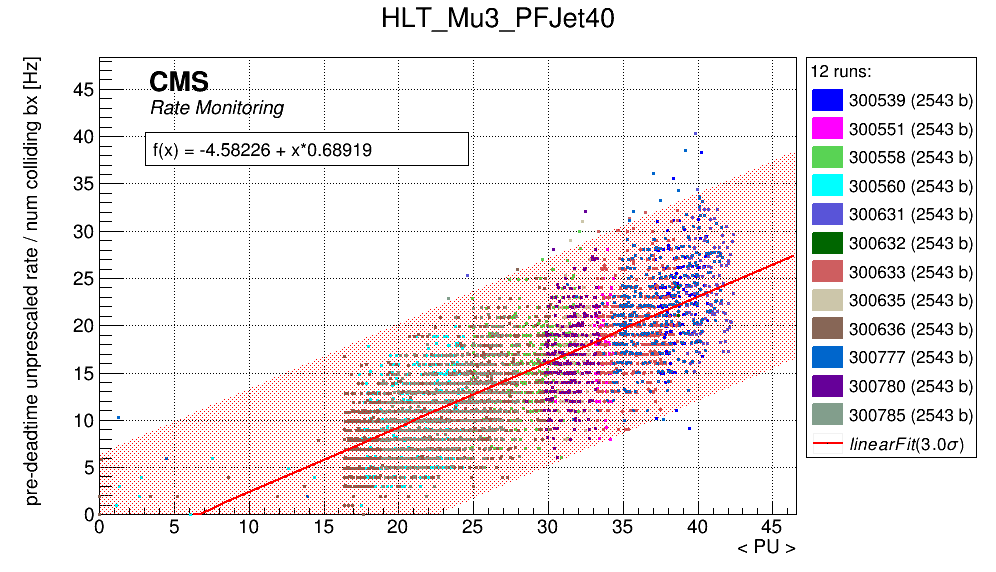 HLT_Mu3_PFJet40
pre-deadtime unprescaled rate / num colliding bx [Hz]
CMS
Rate Monitoring
f(x) = -4.58226 + x*0.68919
45
40
35
30
25
20
15
10
5
0
0 5 10 15 20 25 30 35 40 45
< PU >
12 runs:
300539 (2543 b)
300551 (2543 b)
300558 (2543 b)
300560 (2543 b)
300631 (2543 b)
300632 (2543 b)
300633 (2543 b)
300635 (2543 b)
300636 (2543 b)
300777 (2543 b)
300780 (2543 b)
300785 (2543 b)
linearFit(3.0σ)